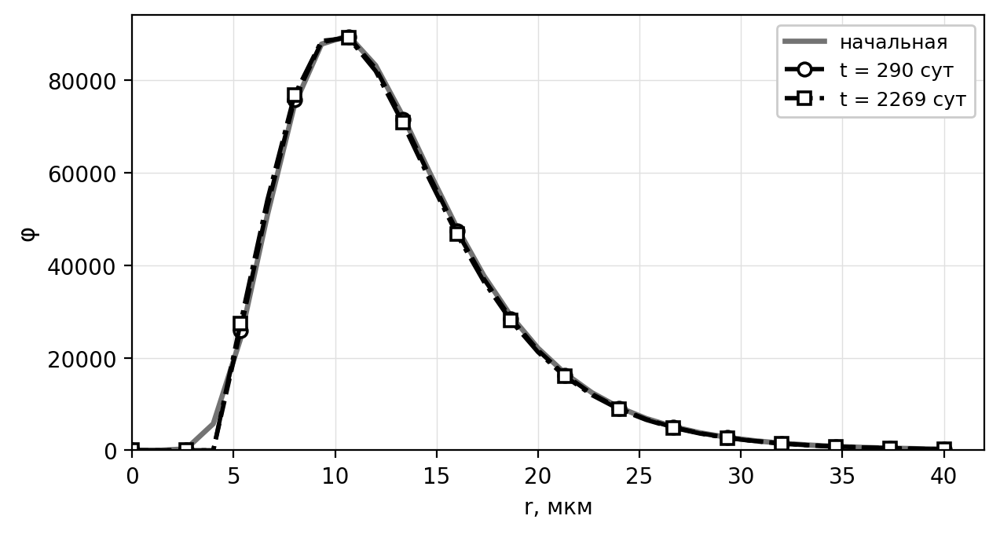 начальная
t = 290 сут
t = 2269 сут
80000
60000
40000
20000
0
φ
0 5 10 15 20 25 30 35 40
r, мкм